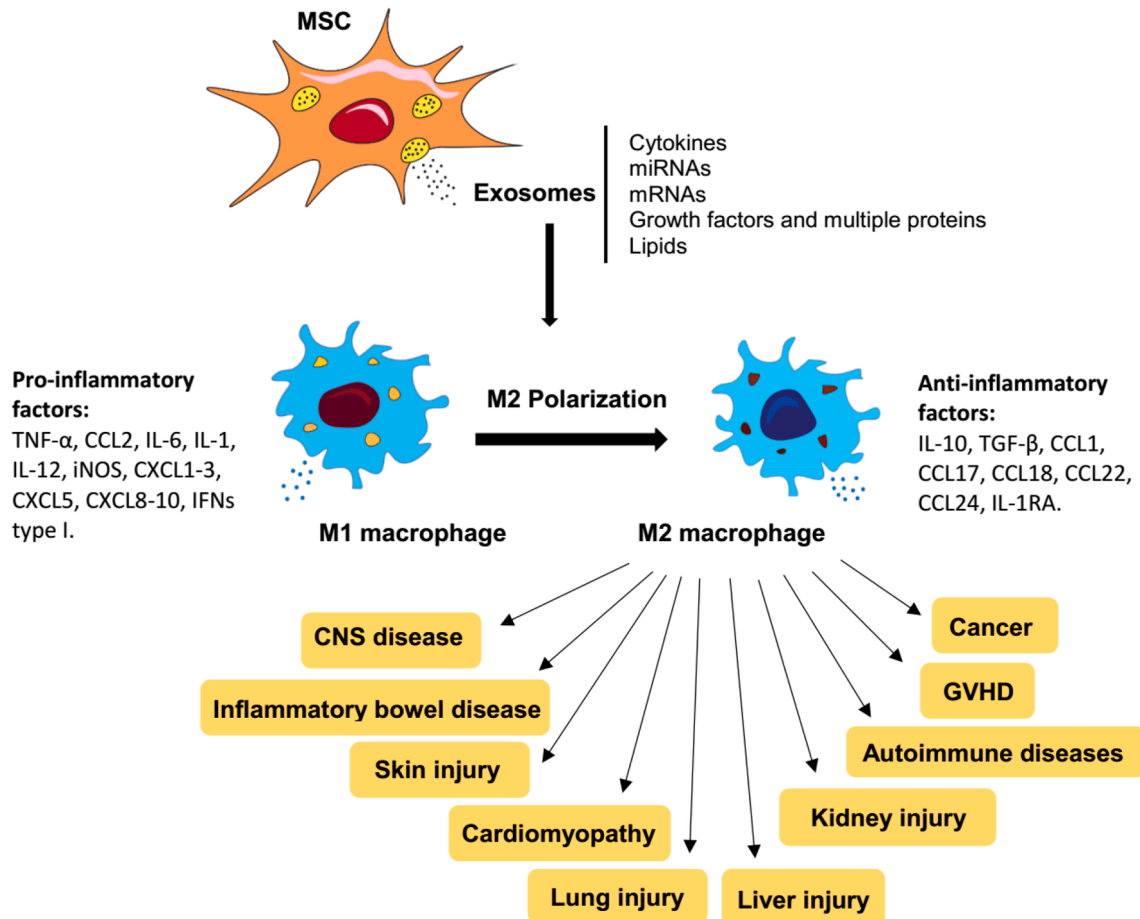 MSC
Exosomes
Cytokines
miRNAs
mRNAs
Growth factors and multiple proteins
Lipids
Pro-inflammatory
factors:
TNF-α, CCL2, IL-6, IL-1,
IL-12, iNOS, CXCL1-3,
CXCL5, CXCL8-10, IFNs
type I.
M2 Polarization
Anti-inflammatory
factors:
IL-10, TGF-β, CCL1,
CCL17, CCL18, CCL22,
CCL24, IL-1RA.
M1 macrophage
M2 macrophage
CNS disease
Inflammatory bowel disease
Skin injury
Cardiomyopathy
Lung injury
Liver injury
Kidney injury
Autoimmune diseases
GVHD
Cancer